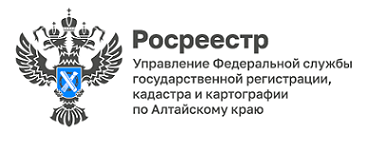 Росреестр
Управление Федеральной службы
государственной регистрации,
кадастра и картографии
по Алтайскому краю